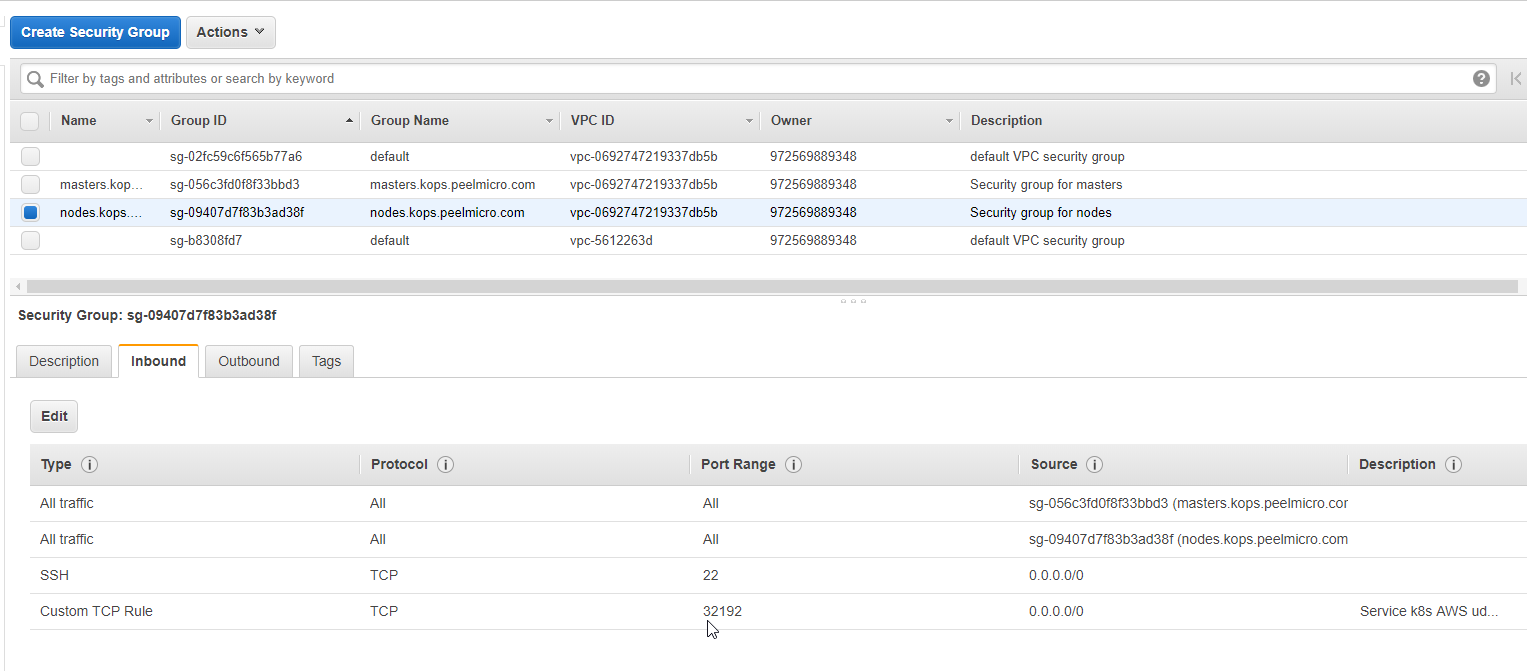 Create Security Group Actions
Filter by tags and attributes or search by keyword
Name Group ID Group Name VPC ID Owner Description
sg-02fc59c6f565b77a6 default vpc-0692747219337db5b 972569889348 default VPC security group
masters.kop... sg-056c3fd0f8f33bbd3 masters.kops.peelmicro.com vpc-0692747219337db5b 972569889348 Security group for masters
nodes.kops.... sg-09407d7f83b3ad38f nodes.kops.peelmicro.com vpc-0692747219337db5b 972569889348 Security group for nodes
sg-b8308fd7 default vpc-5612263d 972569889348 default VPC security group
Security Group: sg-09407d7f83b3ad38f
Description Inbound Outbound Tags
Edit
Type Protocol Port Range Source Description
All traffic All All sg-056c3fd0f8f33bbd3 (masters.kops.peelmicro.cor
All traffic All All sg-09407d7f83b3ad38f (nodes.kops.peelmicro.com
SSH TCP 22 0.0.0.0/0
Custom TCP Rule TCP 32192 0.0.0.0/0 Service k8s AWS ud...